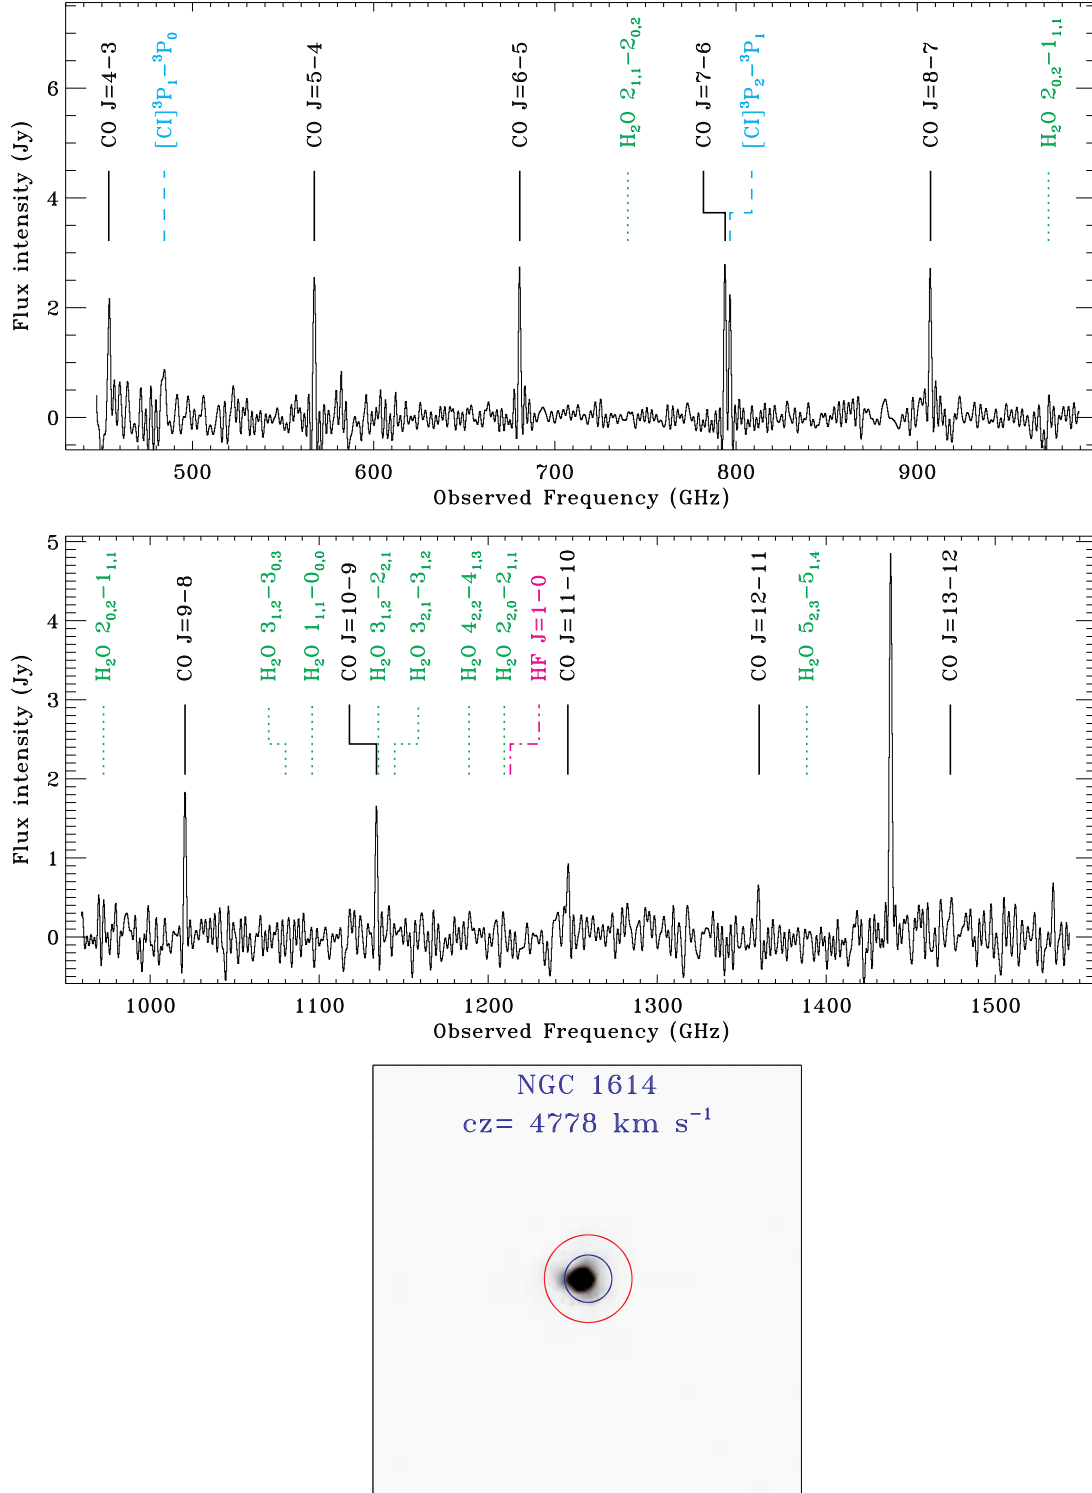 CO J=4−3
[CI]³P₁−³P₀
CO J=5−4
CO J=6−5
H₂O 2₁,₁−2₀,₂
CO J=7−6
[CI]³P₂−³P₁
CO J=8−7
H₂O 2₀,₂−1₁,₁
Flux intensity (Jy)
6
4
2
0
500 600 700 800 900
Observed Frequency (GHz)
H₂O 2₀,₂−1₁,₁
CO J=9−8
H₂O 3₁,₂−3₀,₃
H₂O 1₁,₁−0₀,₀
CO J=10−9
H₂O 3₁,₂−2₂,₁
H₂O 3₂,₁−3₁,₂
H₂O 4₂,₂−4₁,₃
H₂O 2₂,₀−2₁,₁
HF J=1−0
CO J=11−10
CO J=12−11
H₂O 5₂,₃−5₁,₄
CO J=13−12
Flux intensity (Jy)
5
4
3
2
1
0
1000 1100 1200 1300 1400 1500
Observed Frequency (GHz)
NGC 1614
cz= 4778 km s⁻¹